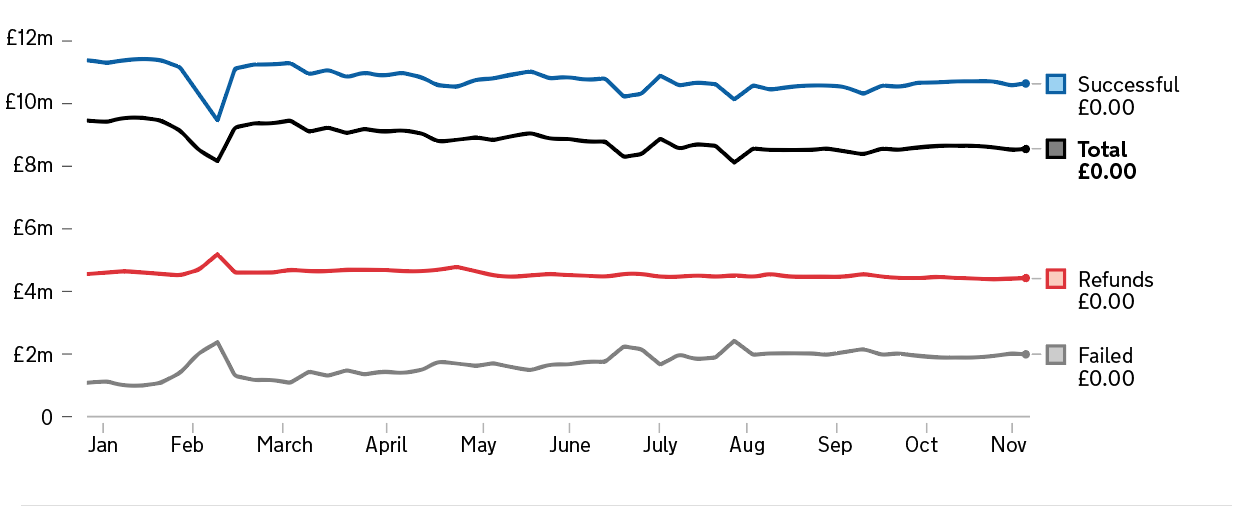 £12m
£10m
£8m
£6m
£4m
£2m
0
Jan Feb March April May June July Aug Sep Oct Nov
Successful
£0.00
Total
£0.00
Refunds
£0.00
Failed
£0.00